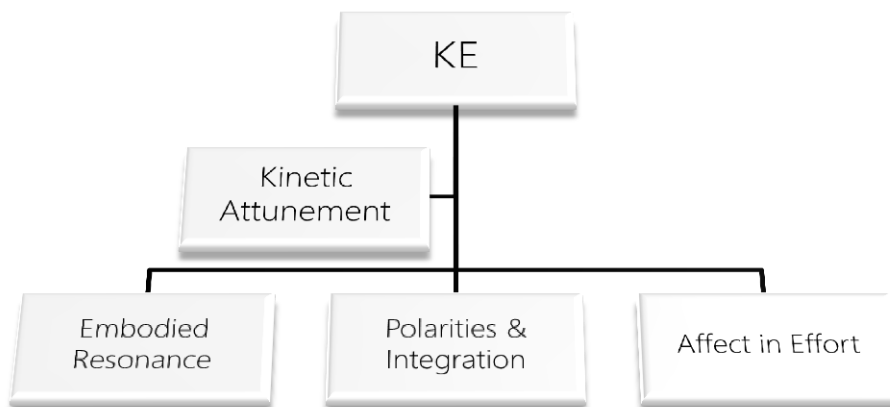 KE
Kinetic
Attunement
Embodied
Resonance
Polarities &
Integration
Affect in Effort